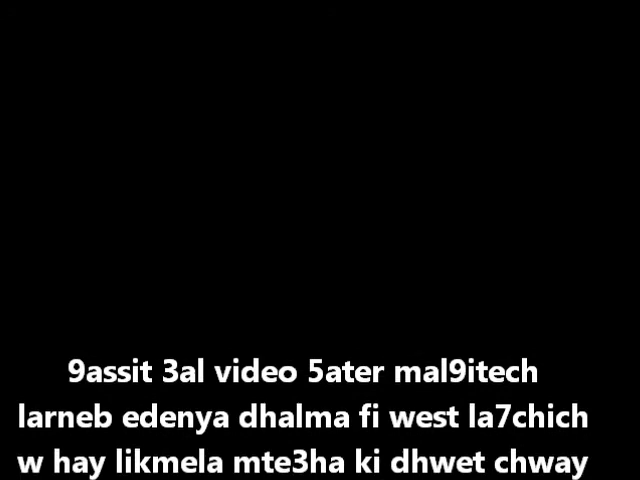 9assit 3al video 5ater mal9itech
larneb edenya dhalma fi west la7chich
w hay likmela mte3ha ki dhwet chway